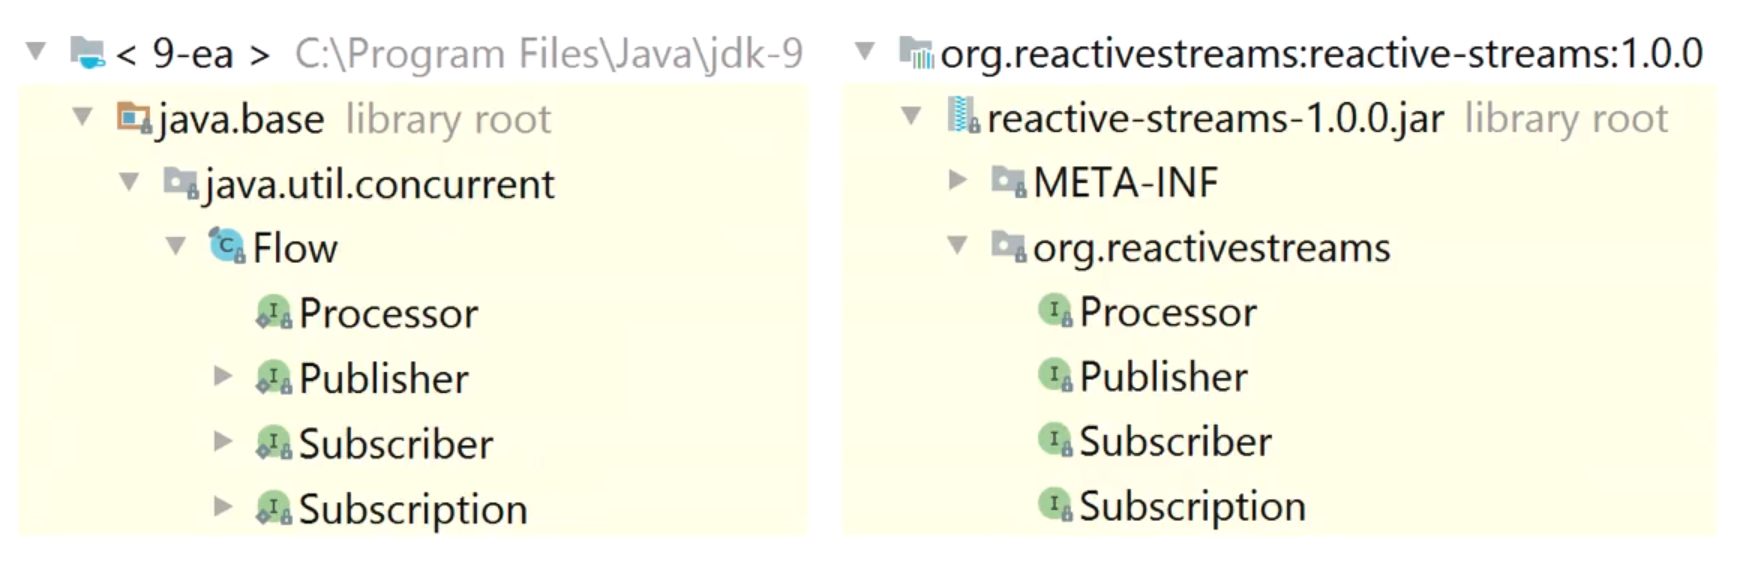 < 9-ea > C:\Program Files\Java\jdk-9
java.base library root
java.util.concurrent
Flow
Processor
Publisher
Subscriber
Subscription
org.reactivestreams:reactive-streams:1.0.0
reactive-streams-1.0.0.jar library root
META-INF
org.reactivestreams
Processor
Publisher
Subscriber
Subscription